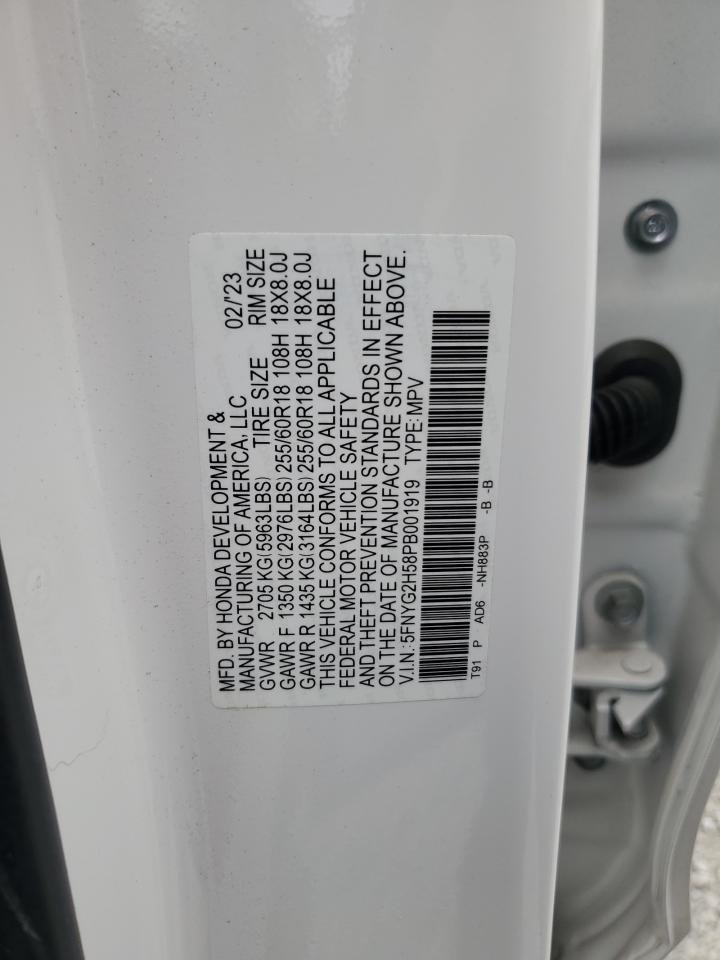 MFD. BY HONDA DEVELOPMENT &
MANUFACTURING OF AMERICA, LLC 02/'23
GVWR 2705 KG(5963LBS) TIRE SIZE RIM SIZE
GAWR F 1350 KG(2976LBS) 255/60R18 108H 18X8.0J
GAWR R 1435 KG(3164LBS) 255/60R18 108H 18X8.0J
THIS VEHICLE CONFORMS TO ALL APPLICABLE
FEDERAL MOTOR VEHICLE SAFETY
AND THEFT PREVENTION STANDARDS IN EFFECT
ON THE DATE OF MANUFACTURE SHOWN ABOVE.
V.I.N.:5FNYG2H58PB001919 TYPE:MPV
T91 P AD6 -NH883P -B -B